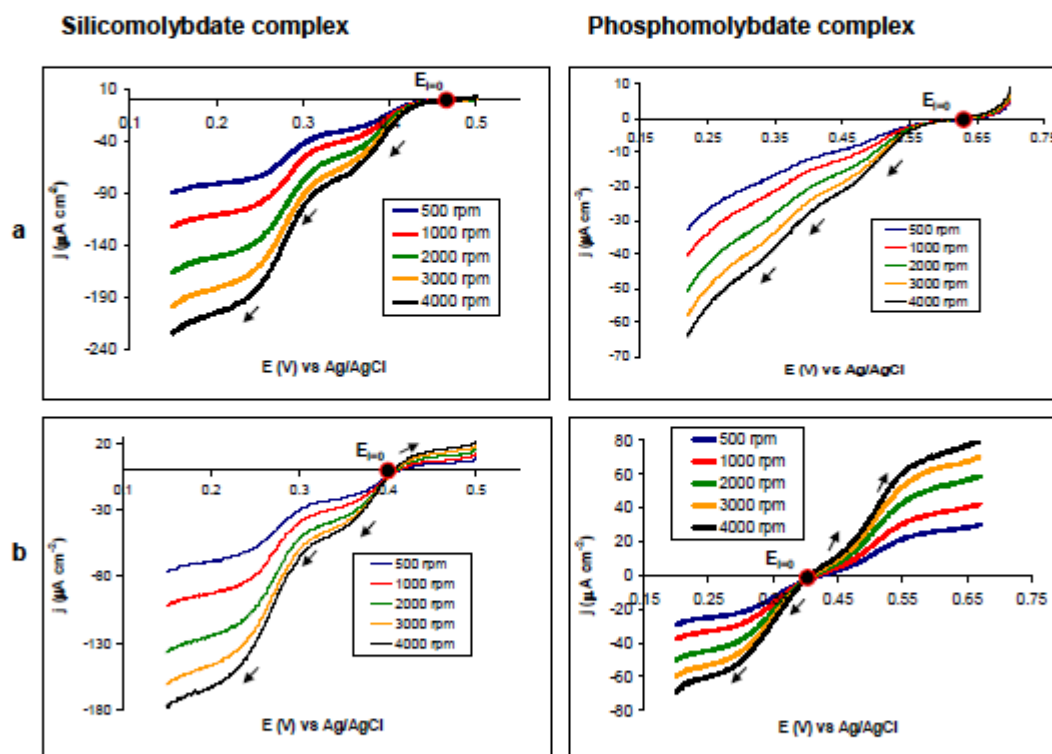 Silicomolybdate complex
Phosphomolybdate complex
a
E_{I=0}
10
0.1 0.2 0.3 0.5
-40
-90
-140
-190
-240
j (µA cm⁻²)
500 rpm
1000 rpm
2000 rpm
3000 rpm
4000 rpm
E (V) vs Ag/AgCl
E_{I=0}
10
0
0.15 0.25 0.35 0.45 0.55 0.65 0.75
-10
-20
-30
-40
-50
-60
-70
j (µA cm⁻²)
500 rpm
1000 rpm
2000 rpm
3000 rpm
4000 rpm
E (V) vs Ag/AgCl
b
E_{I=0}
20
0.1 0.2 0.3 0.4 0.5
-30
-80
-130
-180
j (µA cm⁻²)
500 rpm
1000 rpm
2000 rpm
3000 rpm
4000 rpm
E (V) vs Ag/AgCl
500 rpm
1000 rpm
2000 rpm
3000 rpm
4000 rpm
E_{I=0}
80
60
40
20
0
0.15 0.25 0.35 0.45 0.55 0.65 0.75
-20
-40
-60
-80
j (µA cm⁻²)
E (V) vs Ag/AgCl